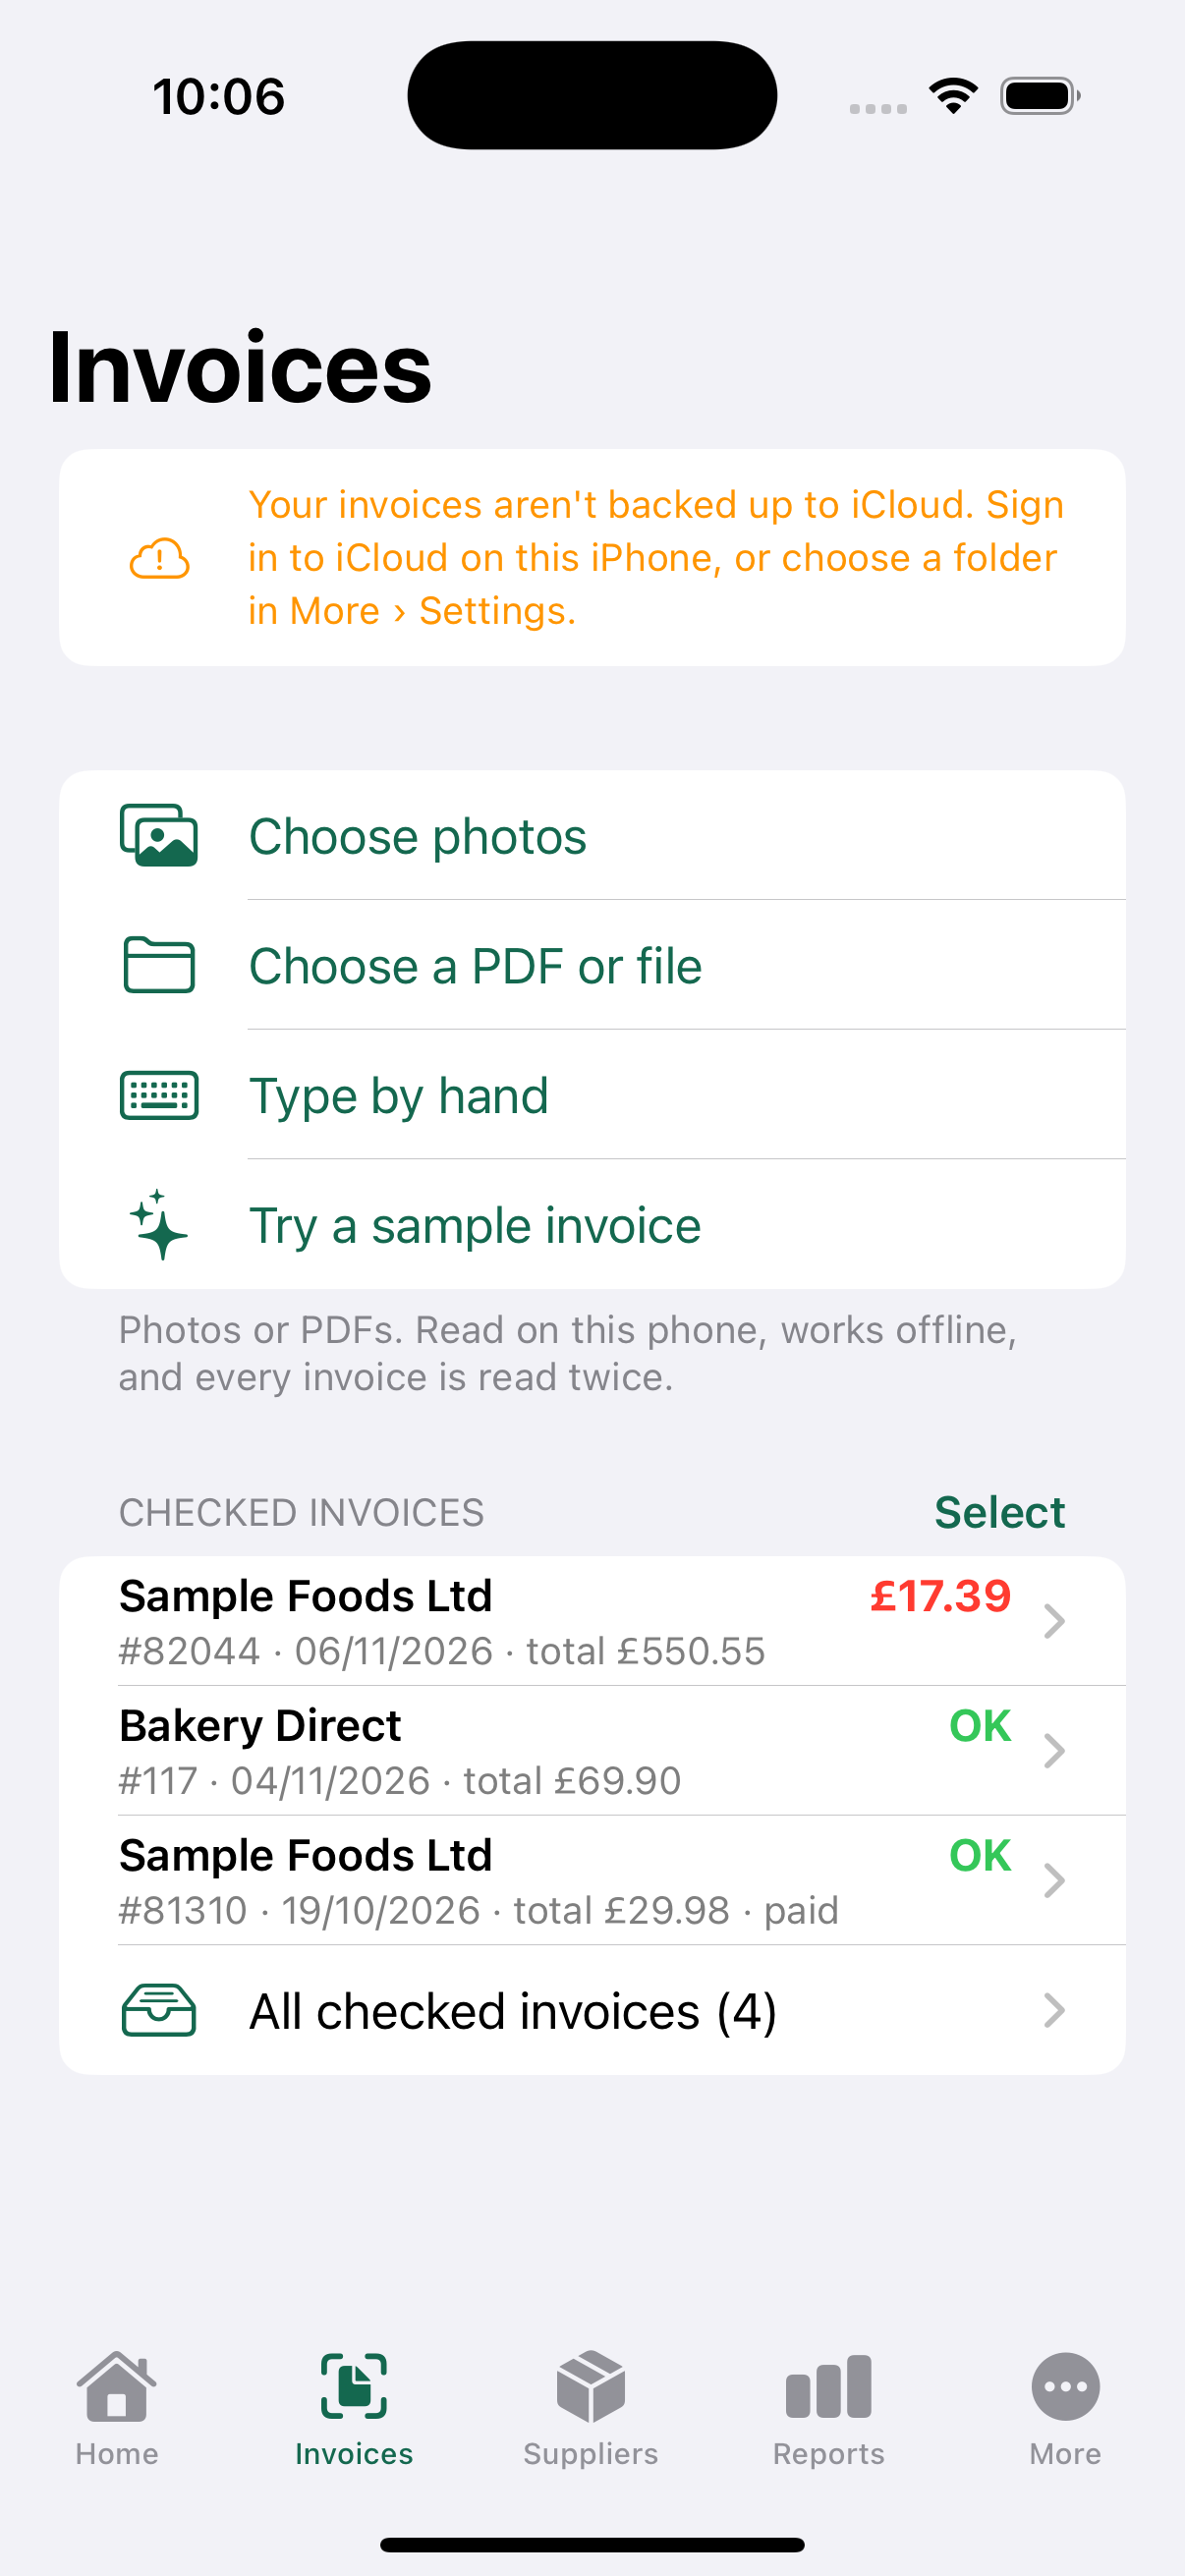 10:06
Invoices
Your invoices aren't backed up to iCloud. Sign
in to iCloud on this iPhone, or choose a folder
in More › Settings.
Choose photos
Choose a PDF or file
Type by hand
Try a sample invoice
Photos or PDFs. Read on this phone, works offline,
and every invoice is read twice.
CHECKED INVOICES Select
Sample Foods Ltd £17.39
#82044 · 06/11/2026 · total £550.55
Bakery Direct OK
#117 · 04/11/2026 · total £69.90
Sample Foods Ltd OK
#81310 · 19/10/2026 · total £29.98 · paid
All checked invoices (4)
Home Invoices Suppliers Reports More